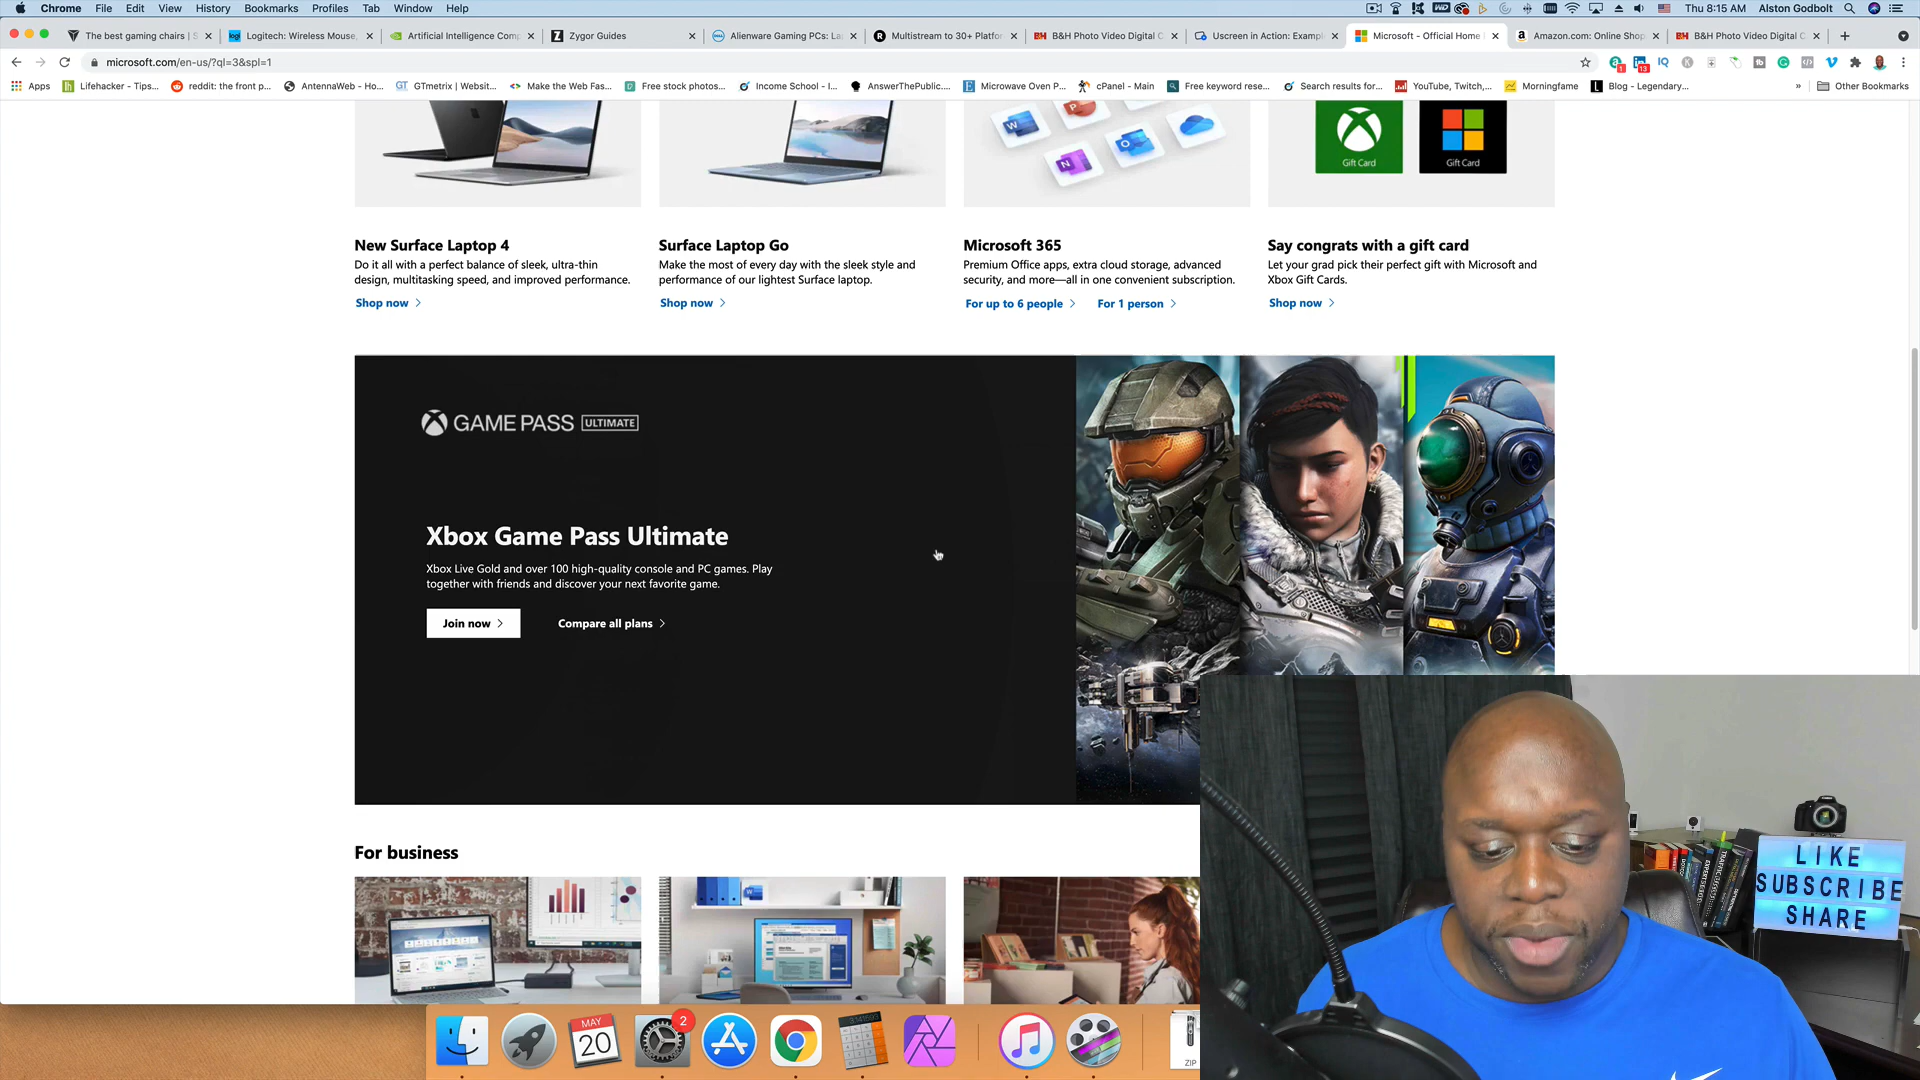 Chrome File Edit View History Bookmarks Profiles Tab Window Help
Thu 8:15 AM Alston Godbolt
The best gaming chairs | S
Logitech: Wireless Mouse,
Artificial Intelligence Comp
Zygor Guides
Alienware Gaming PCs: La
Multistream to 30+ Platfor
B&H Photo Video Digital C
Uscreen in Action: Exampl
Microsoft - Official Home
Amazon.com: Online Shop
B&H Photo Video Digital C
microsoft.com/en-us/?ql=3&spl=1
Apps
Lifehacker - Tips...
reddit: the front p...
AntennaWeb - Ho...
GTmetrix | Websit...
Make the Web Fas...
Free stock photos...
Income School - I...
AnswerThePublic....
Microwave Oven P...
cPanel - Main
Free keyword rese...
Search results for...
YouTube, Twitch,...
Morningfame
Blog - Legendary...
Other Bookmarks
Gift Card
Gift Card
New Surface Laptop 4
Do it all with a perfect balance of sleek, ultra-thin
design, multitasking speed, and improved performance.
Shop now
Surface Laptop Go
Make the most of every day with the sleek style and
performance of our lightest Surface laptop.
Shop now
Microsoft 365
Premium Office apps, extra cloud storage, advanced
security, and more—all in one convenient subscription.
For up to 6 people
For 1 person
Say congrats with a gift card
Let your grad pick their perfect gift with Microsoft and
Xbox Gift Cards.
Shop now
GAME PASS ULTIMATE
Xbox Game Pass Ultimate
Xbox Live Gold and over 100 high-quality console and PC games. Play
together with friends and discover your next favorite game.
Join now
Compare all plans
For business
LIKE
SUBSCRIBE
SHARE
MAY
20
2
ZIP